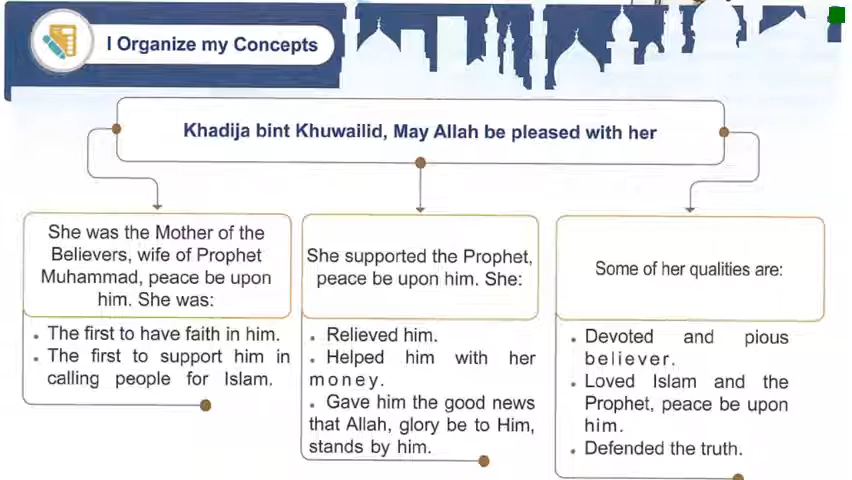 I Organize my Concepts
Khadija bint Khuwailid, May Allah be pleased with her
She was the Mother of the
Believers, wife of Prophet
Muhammad, peace be upon
him. She was:
• The first to have faith in him.
• The first to support him in
calling people for Islam.
She supported the Prophet,
peace be upon him. She:
• Relieved him.
• Helped him with her
money.
• Gave him the good news
that Allah, glory be to Him,
stands by him.
Some of her qualities are:
• Devoted and pious
believer.
• Loved Islam and the
Prophet, peace be upon
him.
• Defended the truth.